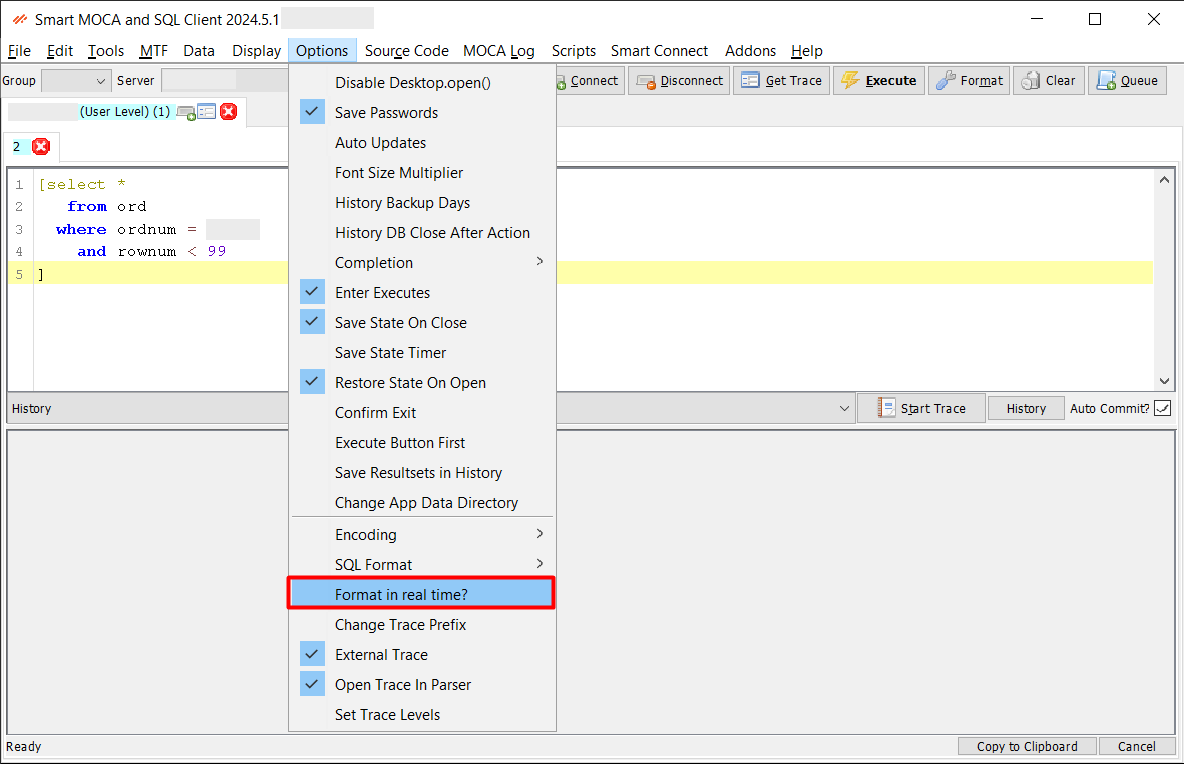 Smart MOCA and SQL Client 2024.5.1
File Edit Tools MTF Data Display Options Source Code MOCA Log Scripts Smart Connect Addons Help
Group Server Connect Disconnect Get Trace Execute Format Clear Queue
(User Level) (1)
2
1 [select *
2 from ord
3 where ordnum =
4 and rownum < 99
5 ]
Disable Desktop.open()
Save Passwords
Auto Updates
Font Size Multiplier
History Backup Days
History DB Close After Action
Completion >
Enter Executes
Save State On Close
Save State Timer
Restore State On Open
Confirm Exit
Execute Button First
Save Resultsets in History
Change App Data Directory
Encoding >
SQL Format >
Format in real time?
Change Trace Prefix
External Trace
Open Trace In Parser
Set Trace Levels
History Start Trace History Auto Commit?
Ready Copy to Clipboard Cancel